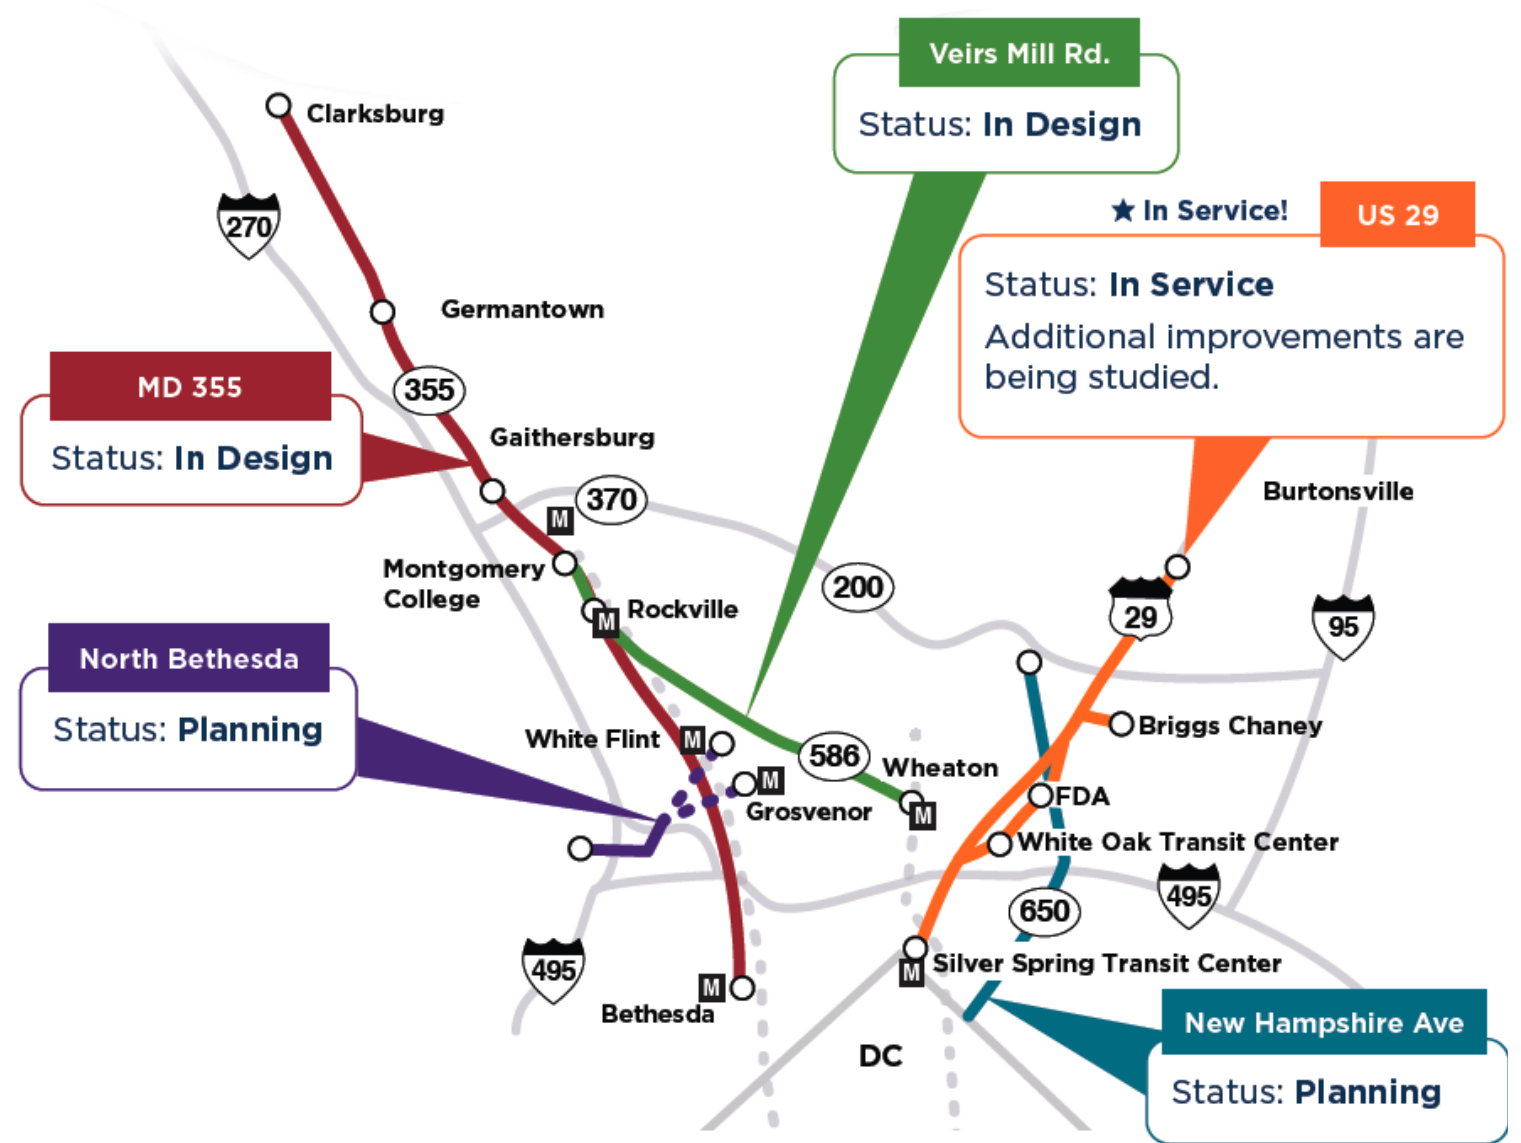 Veirs Mill Rd.
Status: In Design
Clarksburg
★ In Service!
US 29
270
Status: In Service
Additional improvements are
being studied.
Germantown
MD 355
355
Status: In Design
Gaithersburg
370
M
Burtonsville
Montgomery
College
200
Rockville
M
29
95
North Bethesda
Status: Planning
White Flint
M
586
Briggs Chaney
Wheaton
M
Grosvenor
M
FDA
White Oak Transit Center
650
495
495
M
Silver Spring Transit Center
M
Bethesda
New Hampshire Ave
DC
Status: Planning